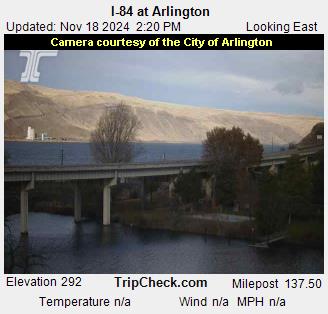 I-84 at Arlington
Updated: Nov 18 2024 2:20 PM Looking East
Camera courtesy of the City of Arlington
Elevation 292 TripCheck.com Milepost 137.50
Temperature n/a Wind n/a MPH n/a